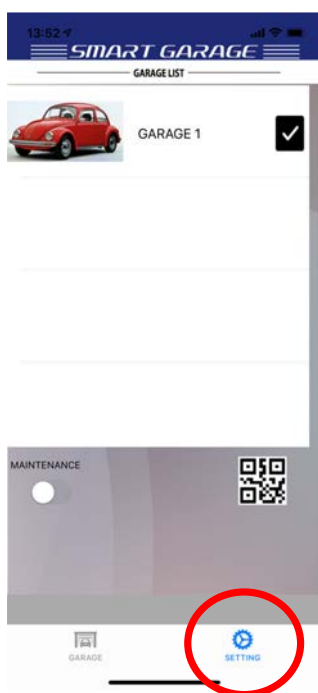 13:52
SMART GARAGE
GARAGE LIST
GARAGE 1
MAINTENANCE
GARAGE
SETTING